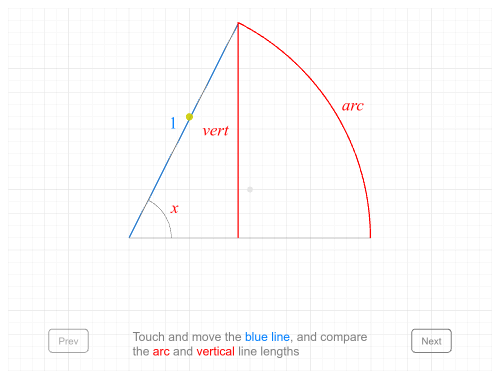 arc
1
vert
x
Prev
Touch and move the blue line, and compare
the arc and vertical line lengths
Next